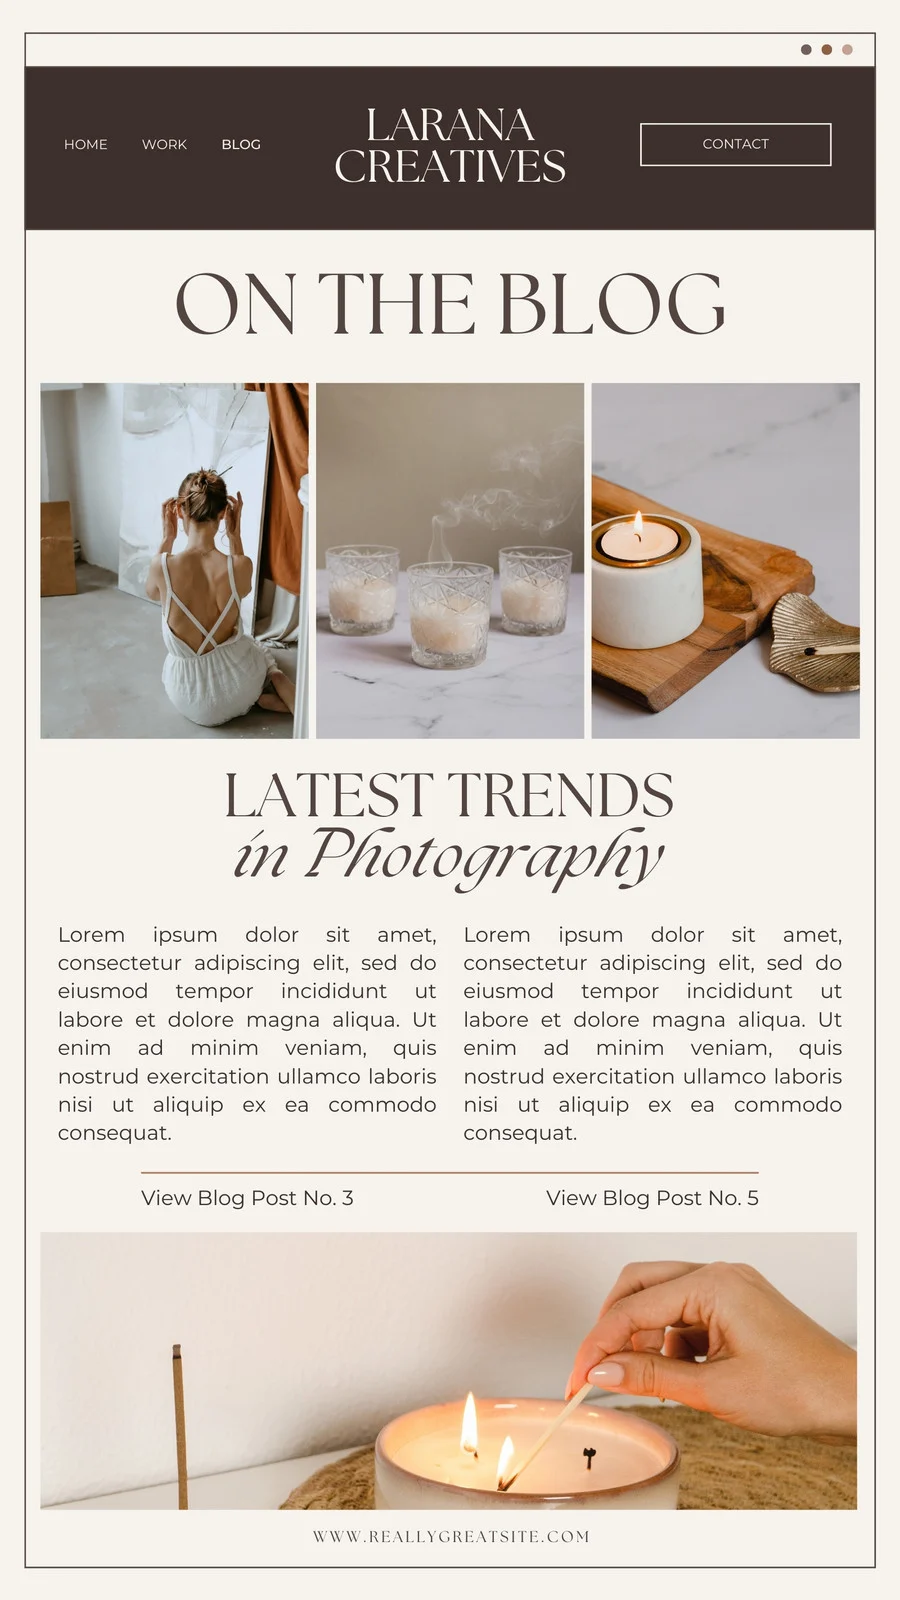 HOME WORK BLOG
LARANA
CREATIVES
CONTACT
ON THE BLOG
LATEST TRENDS
in Photography
Lorem ipsum dolor sit amet,
consectetur adipiscing elit, sed do
eiusmod tempor incididunt ut
labore et dolore magna aliqua. Ut
enim ad minim veniam, quis
nostrud exercitation ullamco laboris
nisi ut aliquip ex ea commodo
consequat.
Lorem ipsum dolor sit amet,
consectetur adipiscing elit, sed do
eiusmod tempor incididunt ut
labore et dolore magna aliqua. Ut
enim ad minim veniam, quis
nostrud exercitation ullamco laboris
nisi ut aliquip ex ea commodo
consequat.
View Blog Post No. 3
View Blog Post No. 5
WWW.REALLYGREATSITE.COM